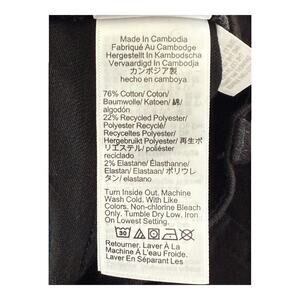 Made In Cambodia
Fabriqué Au Cambodge
Hergestellt In Kambodscha
Vervaardigd In Cambodja
カンボジア製
hecho en camboya
76% Cotton/ Coton/
Baumwolle/ Katoen/ 綿/
algodón
22% Recycled Polyester/
Polyester Recyclé/
Recyceltes Polyester/
Hergebruikt Polyester/ 再生ポ
リエステル/ poliéster
reciclado
2% Elastane/ Élasthanne/
Elastan/ Elastaan/ ポリウレ
タン/ elastano
Turn Inside Out. Machine
Wash Cold. With Like
Colors. Non-chlorine Bleach
Only. Tumble Dry Low. Iron
On Lowest Setting.
30
Retourner. Laver À La
Machine À L'eau Froide.
Laver En Séparant Les